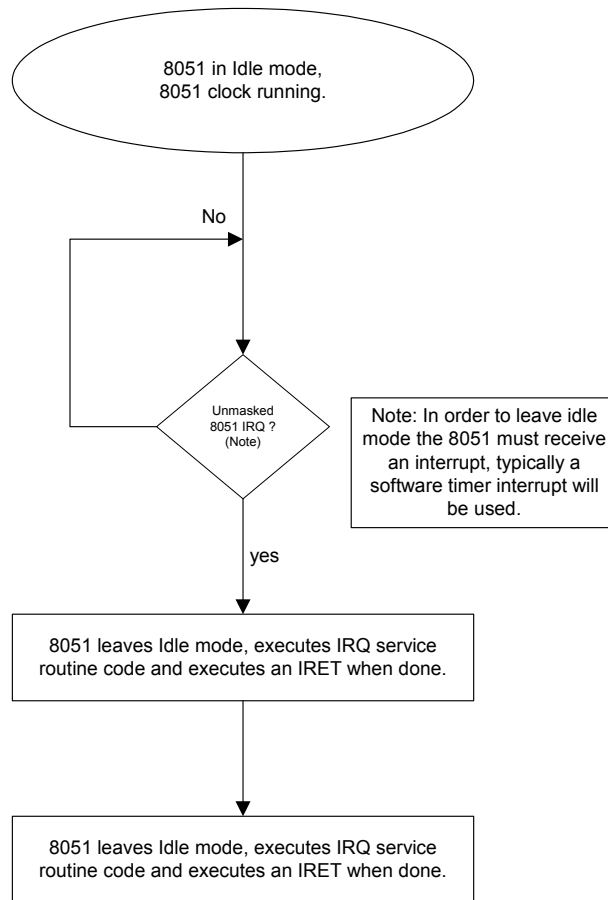 8051 in Idle mode,
8051 clock running.
No
Unmasked
8051 IRQ ?
(Note)
Note: In order to leave idle
mode the 8051 must receive
an interrupt, typically a
software timer interrupt will
be used.
yes
8051 leaves Idle mode, executes IRQ service
routine code and executes an IRET when done.
8051 leaves Idle mode, executes IRQ service
routine code and executes an IRET when done.